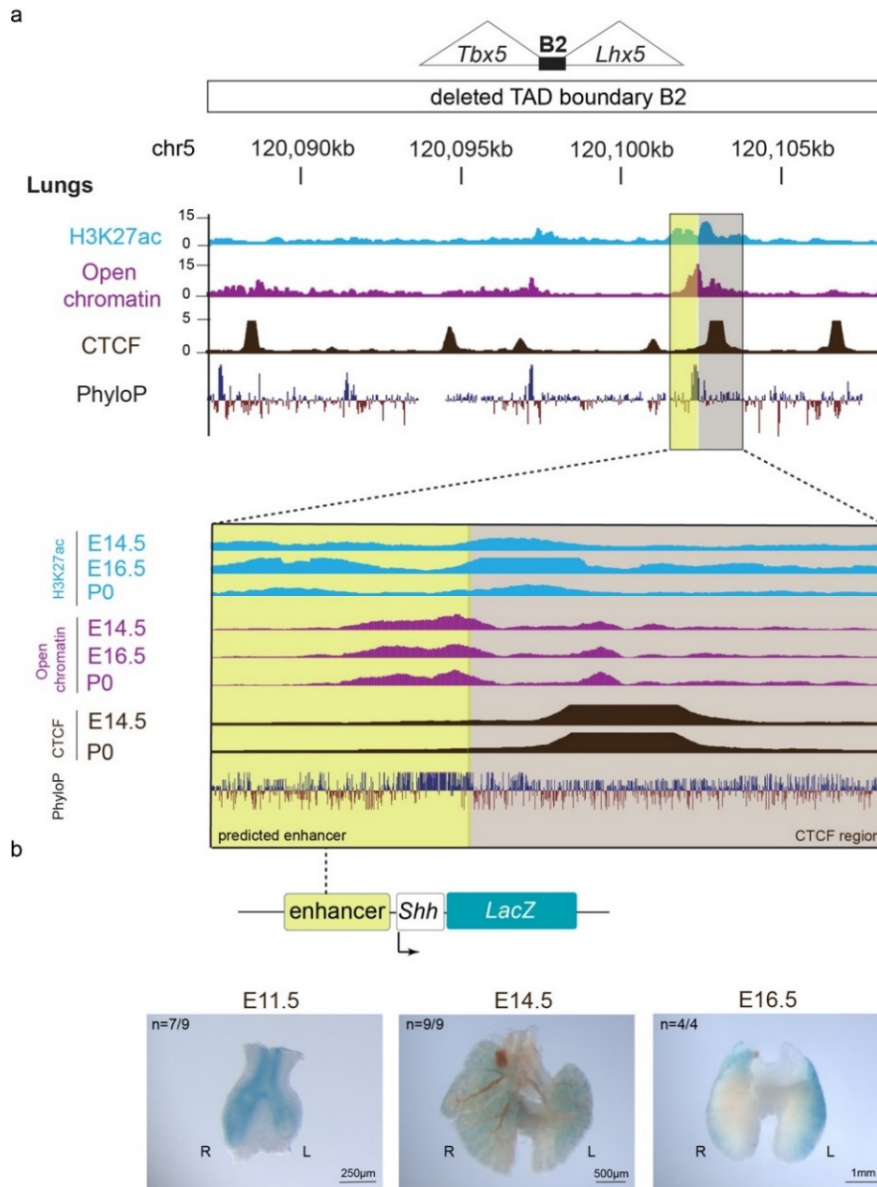 a
B2
Tbx5 Lhx5
deleted TAD boundary B2
chr5 120,090kb 120,095kb 120,100kb 120,105kb
Lungs
15
H3K27ac
0
15
Open
chromatin
0
5
CTCF
0
PhyloP
H3K27ac
E14.5
E16.5
P0
Open
chromatin
E14.5
E16.5
P0
CTCF
E14.5
P0
PhyloP
predicted enhancer CTCF region
b
enhancer Shh LacZ
E11.5 E14.5 E16.5
n=7/9 n=9/9 n=4/4
R L R L R L
250µm 500µm 1mm